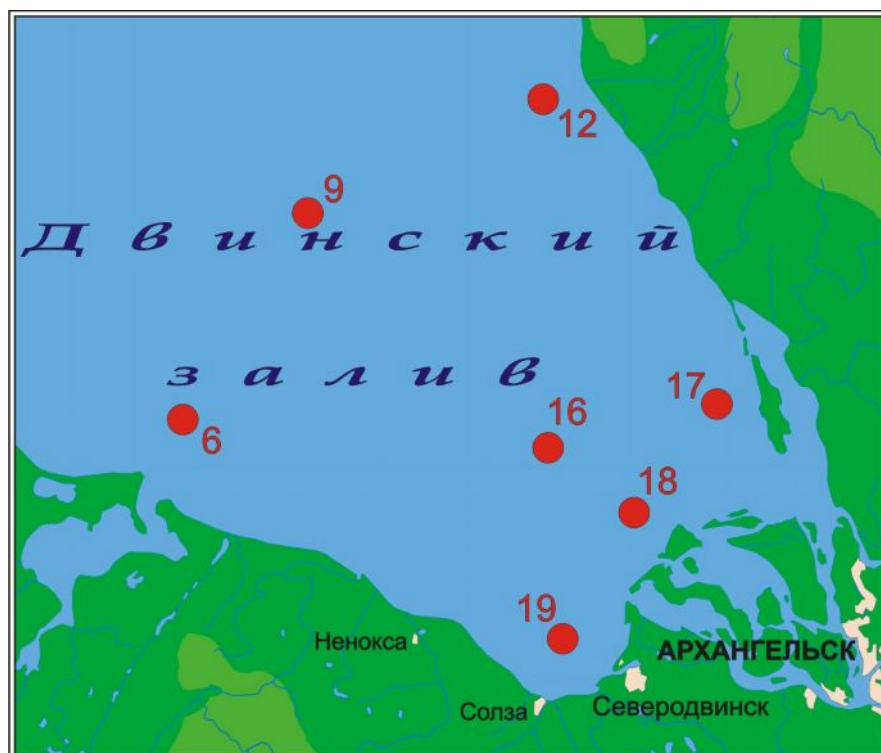 12
9
Двинский
залив
17
16
6
18
19
Ненокса
АРХАНГЕЛЬСК
Северодвинск
Солза